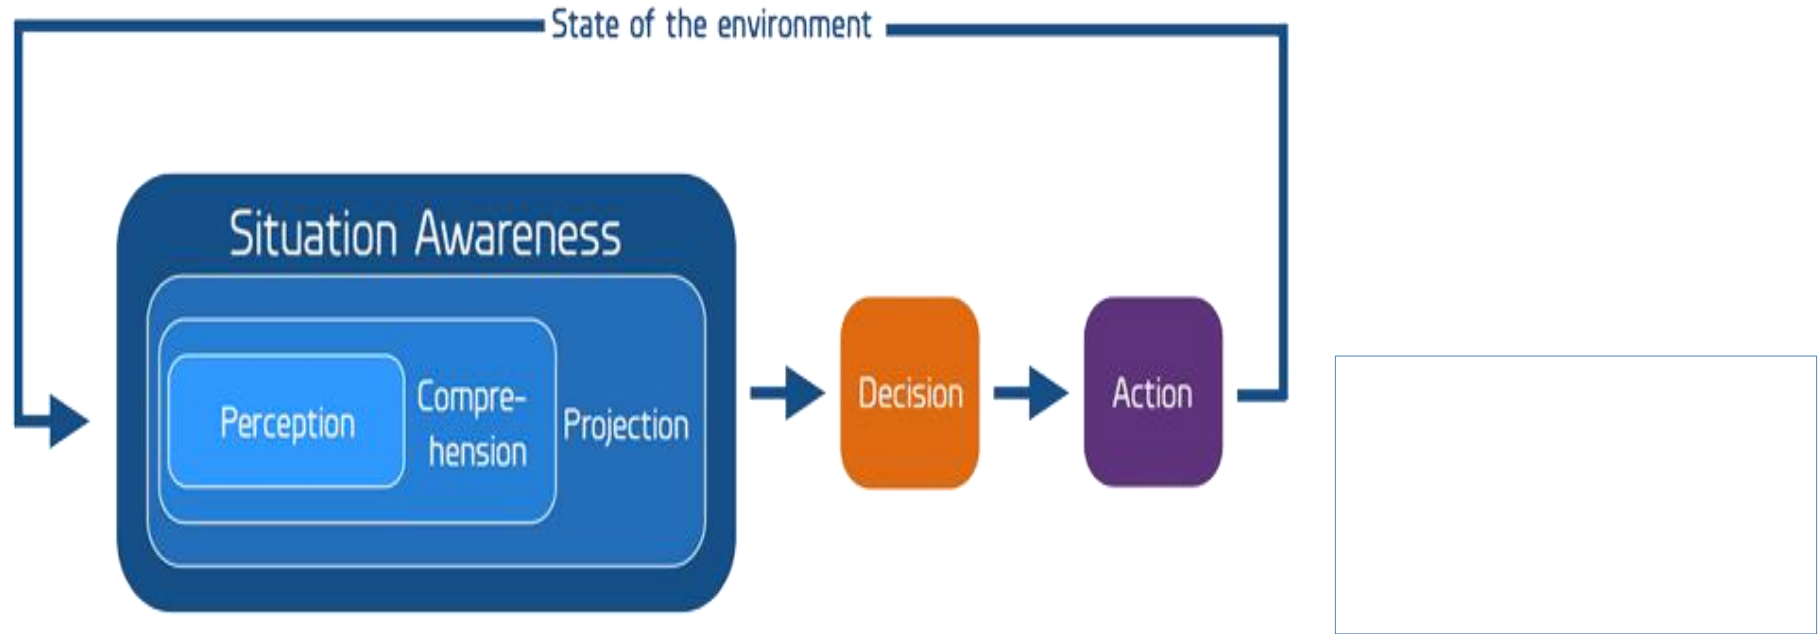 State of the environment
Situation Awareness
Perception
Compre-
hension
Projection
Decision
Action